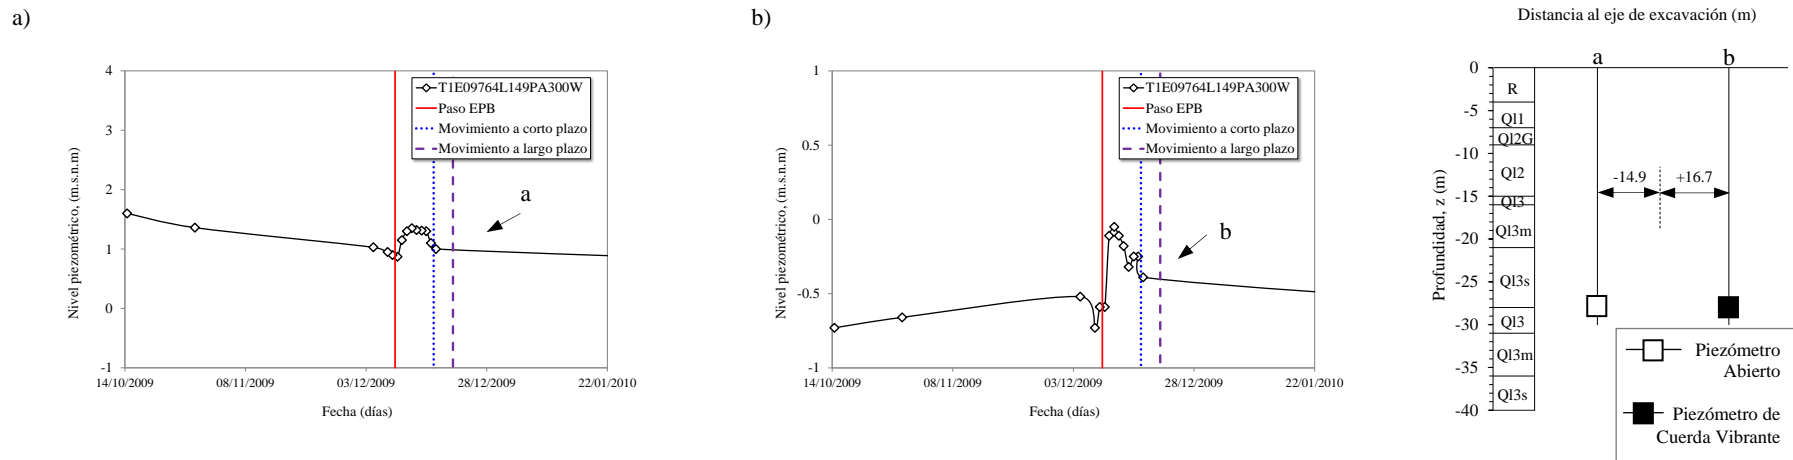 a)
4
3
2
1
0
-1
Nivel piezométrico, (m.s.n.m)
14/10/2009
08/11/2009
03/12/2009
28/12/2009
22/01/2010
Fecha (días)
T1E09764L149PA300W
Paso EPB
Movimiento a corto plazo
Movimiento a largo plazo
a
b)
1
0.5
0
-0.5
-1
Nivel piezométrico, (m.s.n.m)
14/10/2009
08/11/2009
03/12/2009
28/12/2009
22/01/2010
Fecha (días)
T1E09764L149PA300W
Paso EPB
Movimiento a corto plazo
Movimiento a largo plazo
b
Distancia al eje de excavación (m)
a
b
Profundidad, z (m)
0
-5
-10
-15
-20
-25
-30
-35
-40
R
Ql1
Ql2G
Ql2
Ql3
Ql3m
Ql3s
Ql3
Ql3m
Ql3s
-14.9
+16.7
Piezómetro
Abierto
Piezómetro de
Cuerda Vibrante